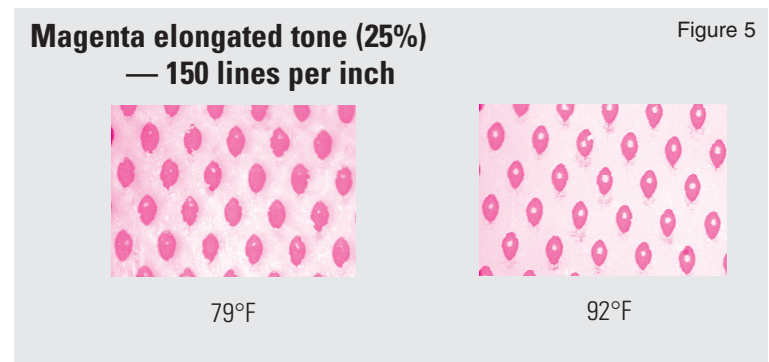 Magenta elongated tone (25%)
— 150 lines per inch
Figure 5
79°F
92°F